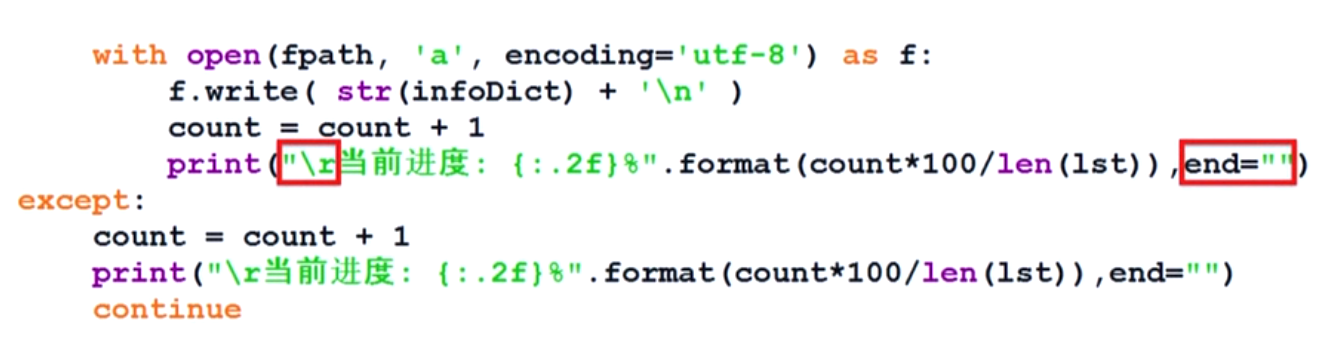 with open(fpath, 'a', encoding='utf-8') as f:
f.write( str(infoDict) + '\n' )
count = count + 1
print("\r当前进度: {:.2f}%".format(count*100/len(lst)),end="")
except:
count = count + 1
print("\r当前进度: {:.2f}%".format(count*100/len(lst)),end="")
continue